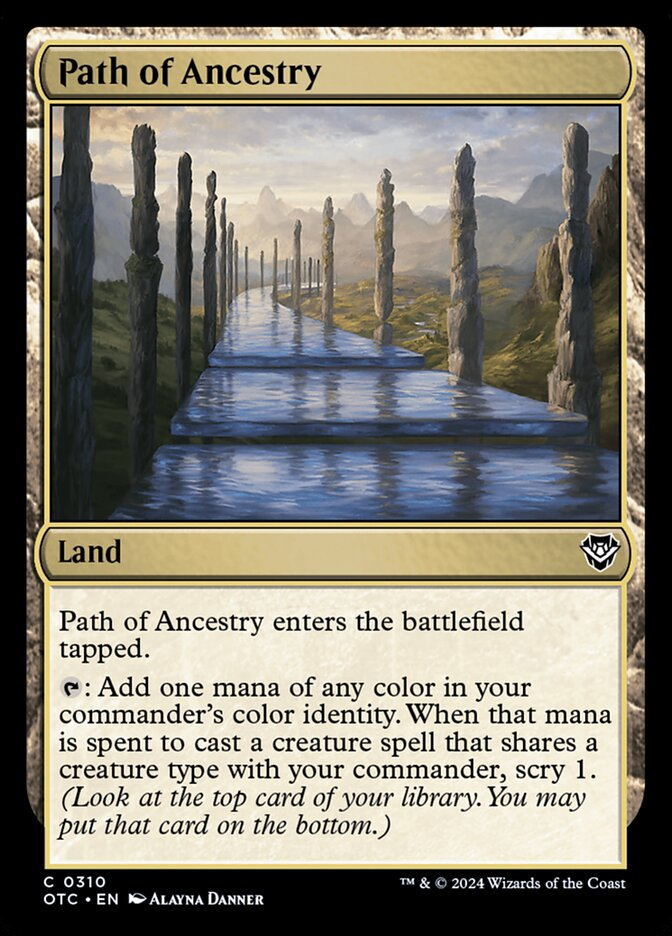 Path of Ancestry
Land
Path of Ancestry enters the battlefield
tapped.
: Add one mana of any color in your
commander's color identity. When that mana
is spent to cast a creature spell that shares a
creature type with your commander, scry 1.
(Look at the top card of your library. You may
put that card on the bottom.)
C 0310
OTC • EN Alayna Danner
™ & © 2024 Wizards of the Coast